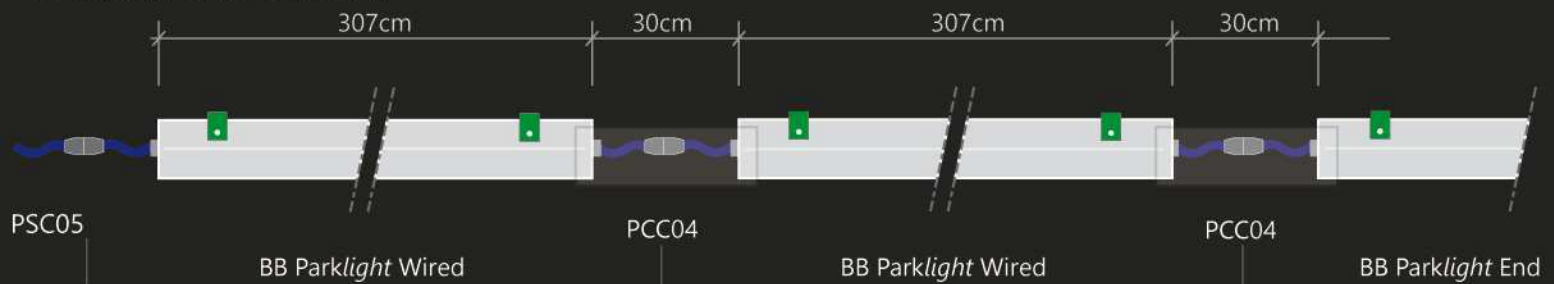 307cm 30cm 307cm 30cm
PSC05 PCC04 PCC04
BB Parklight Wired BB Parklight Wired BB Parklight End